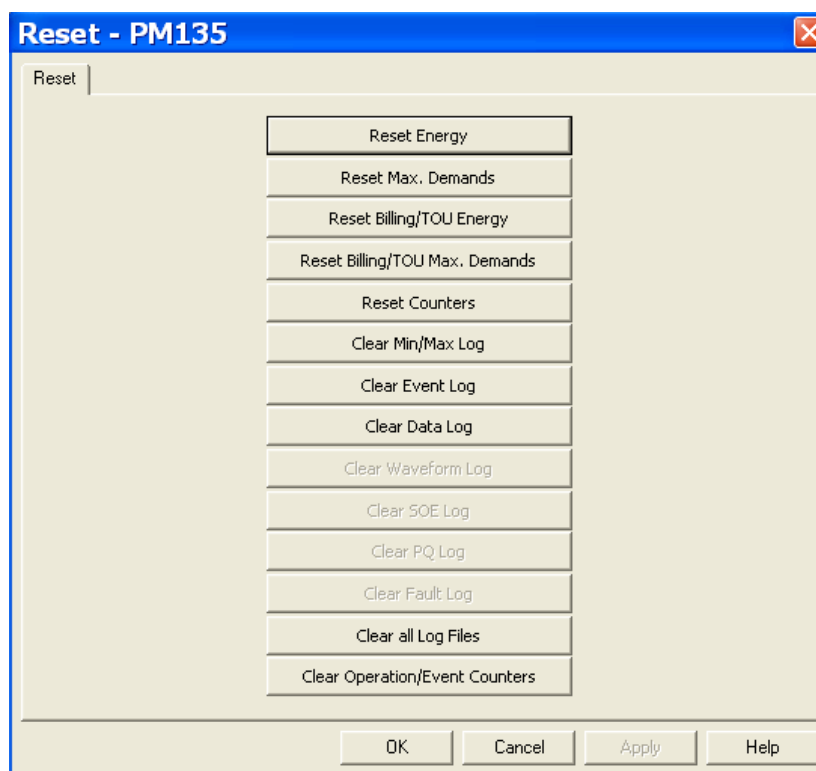 Reset - PM135
Reset
Reset Energy
Reset Max. Demands
Reset Billing/TOU Energy
Reset Billing/TOU Max. Demands
Reset Counters
Clear Min/Max Log
Clear Event Log
Clear Data Log
Clear Waveform Log
Clear SOE Log
Clear PQ Log
Clear Fault Log
Clear all Log Files
Clear Operation/Event Counters
OK Cancel Apply Help